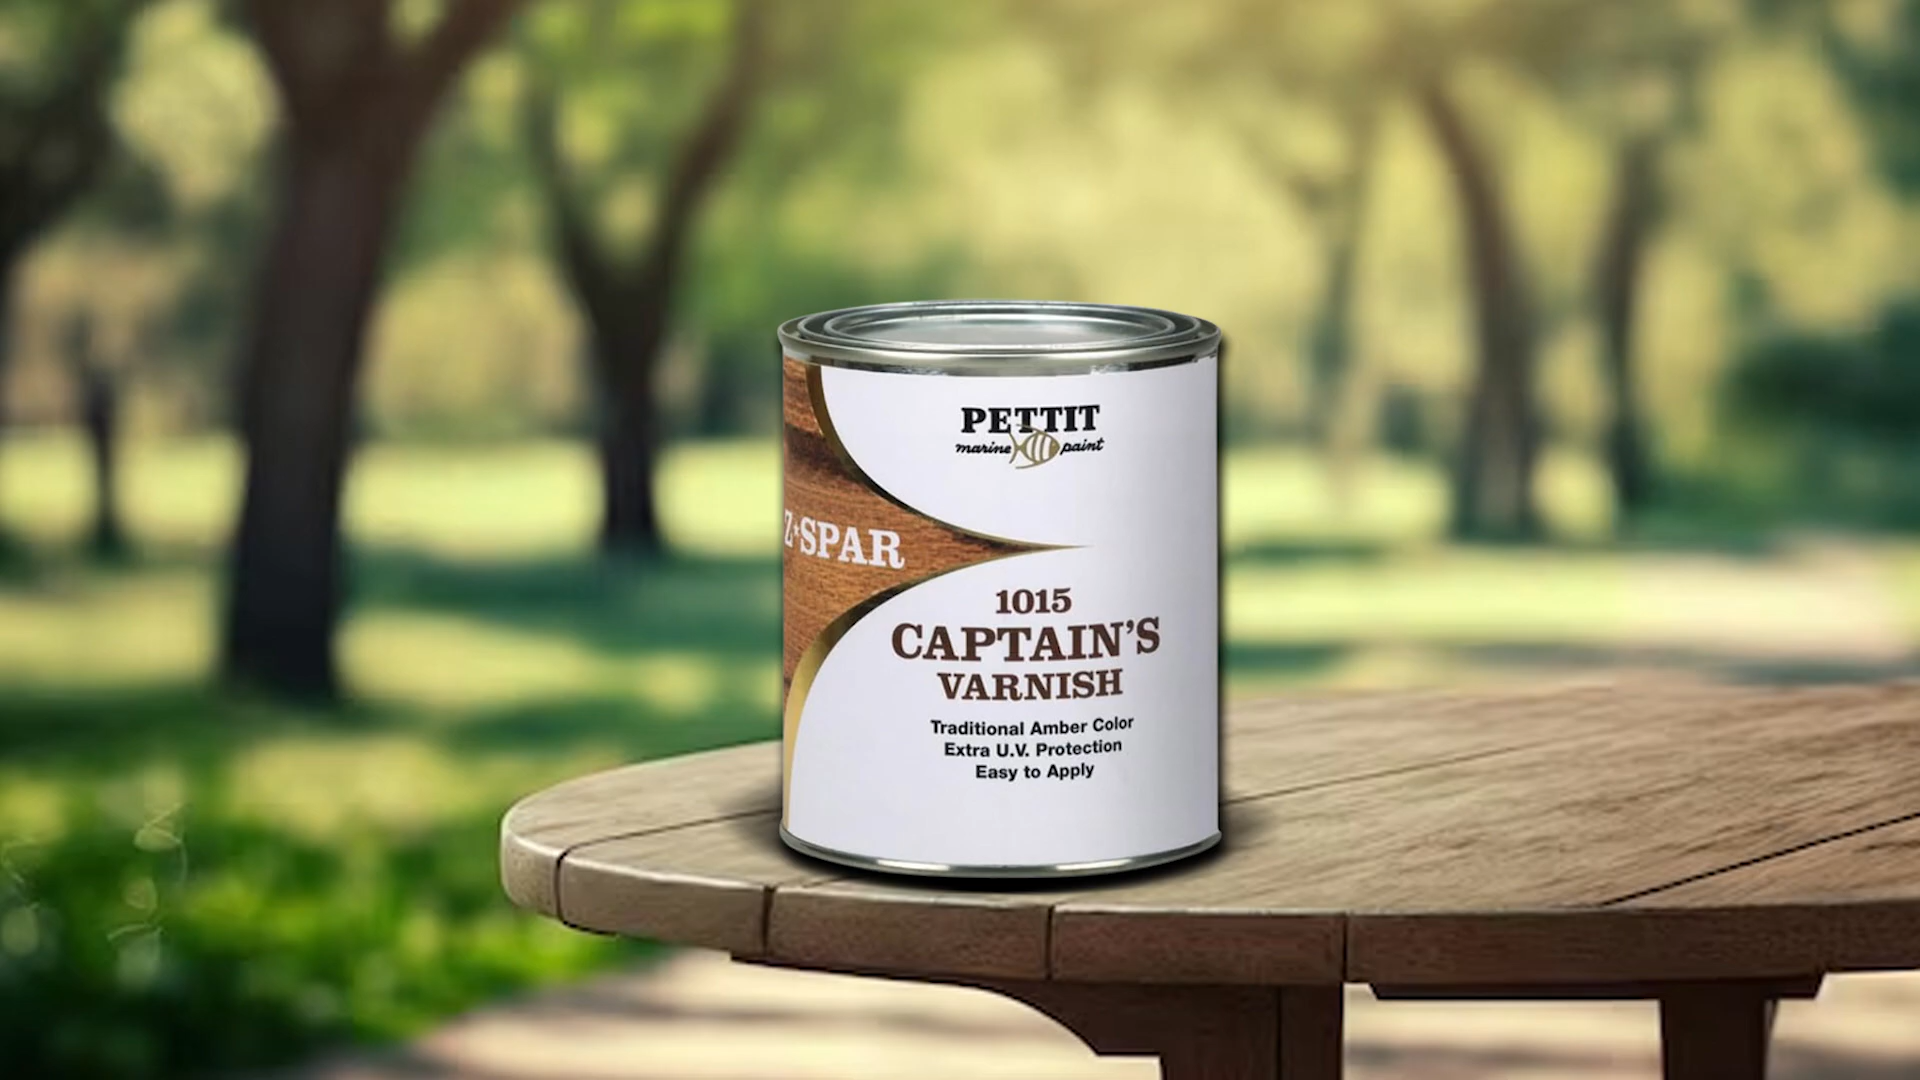 PETTIT
marine paint
Z*SPAR
1015
CAPTAIN'S
VARNISH
Traditional Amber Color
Extra U.V. Protection
Easy to Apply